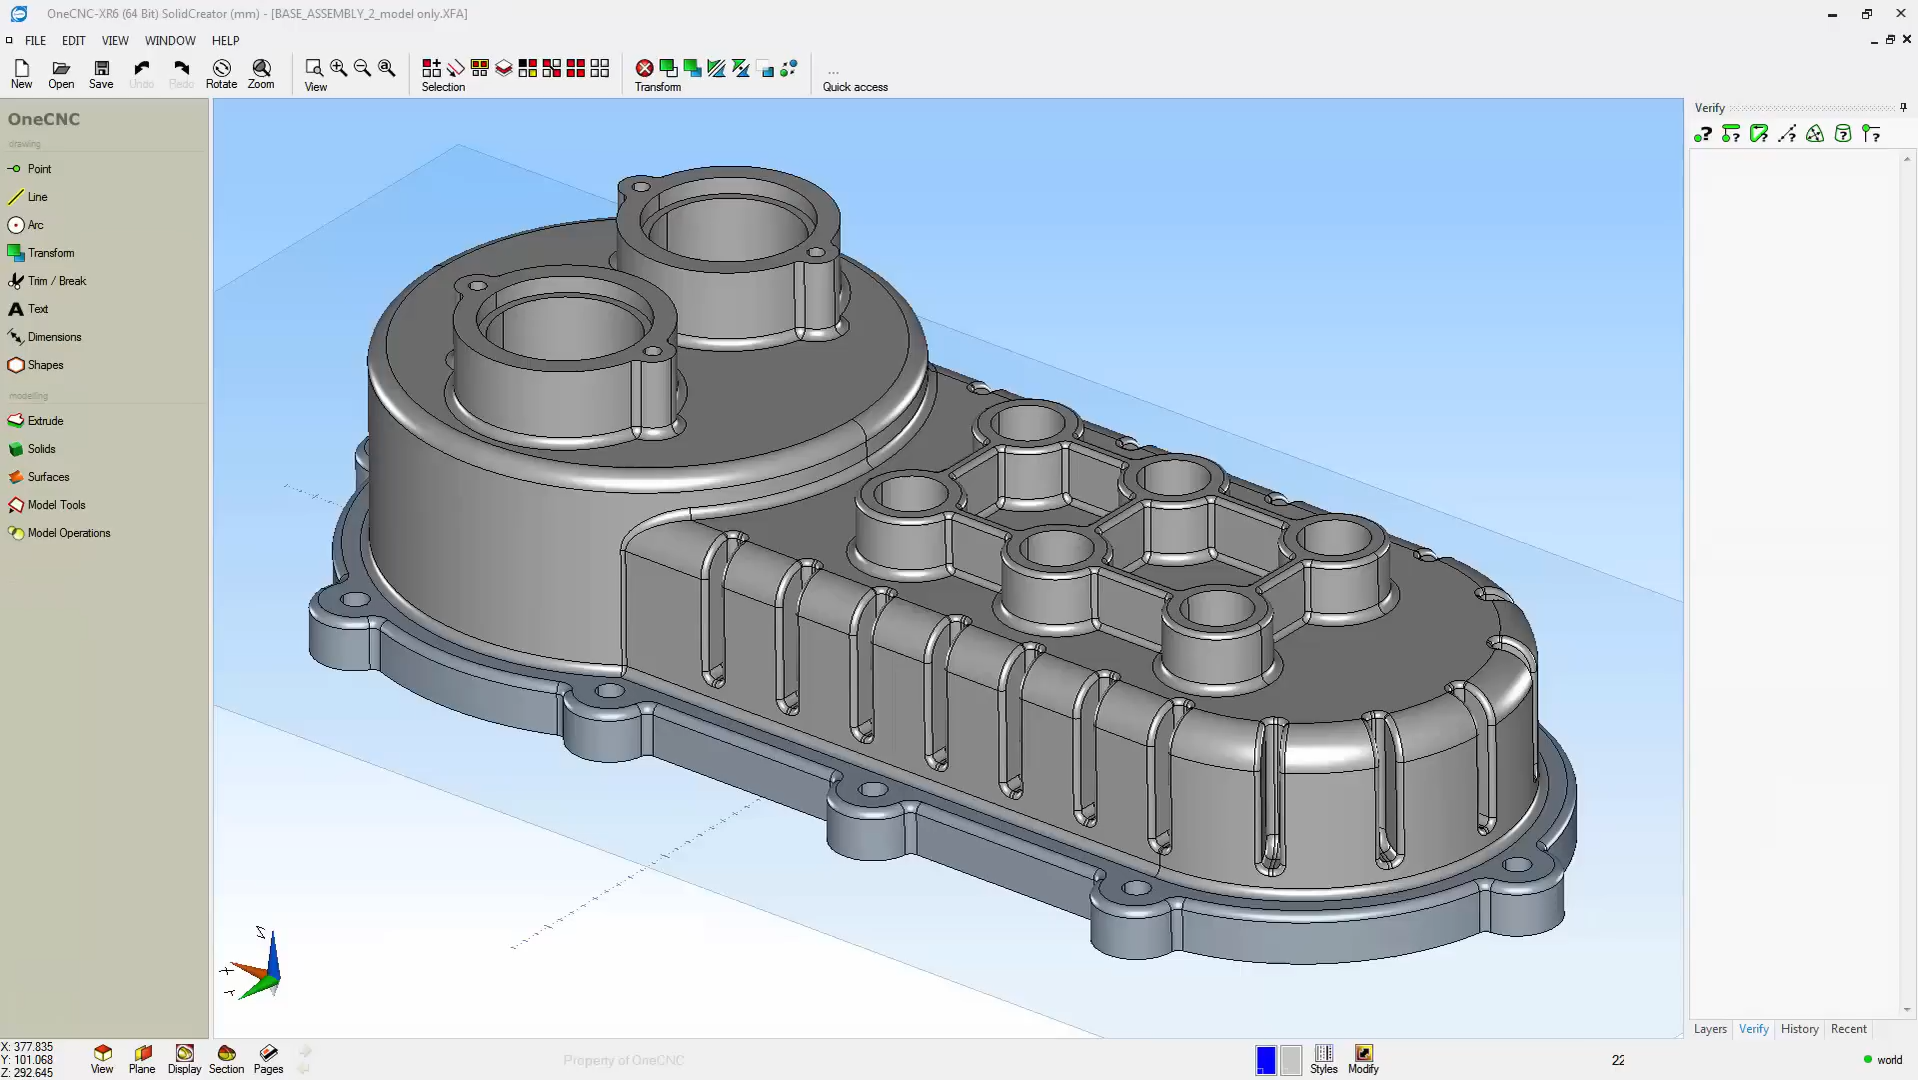 OneCNC-XR6 (64 Bit) SolidCreator (mm) - [BASE_ASSEMBLY_2_model only.XFA]
FILE EDIT VIEW WINDOW HELP
New Open Save Undo Redo Rotate Zoom View Selection Transform Quick access
OneCNC
drawing
Point
Line
Arc
Transform
Trim / Break
Text
Dimensions
Shapes
modelling
Extrude
Solids
Surfaces
Model Tools
Model Operations
Verify
Z
Layers Verify History Recent
X: 377.835
Y: 101.068
Z: 292.645
View Plane Display Section Pages
Property of OneCNC
Styles Modify
22
world